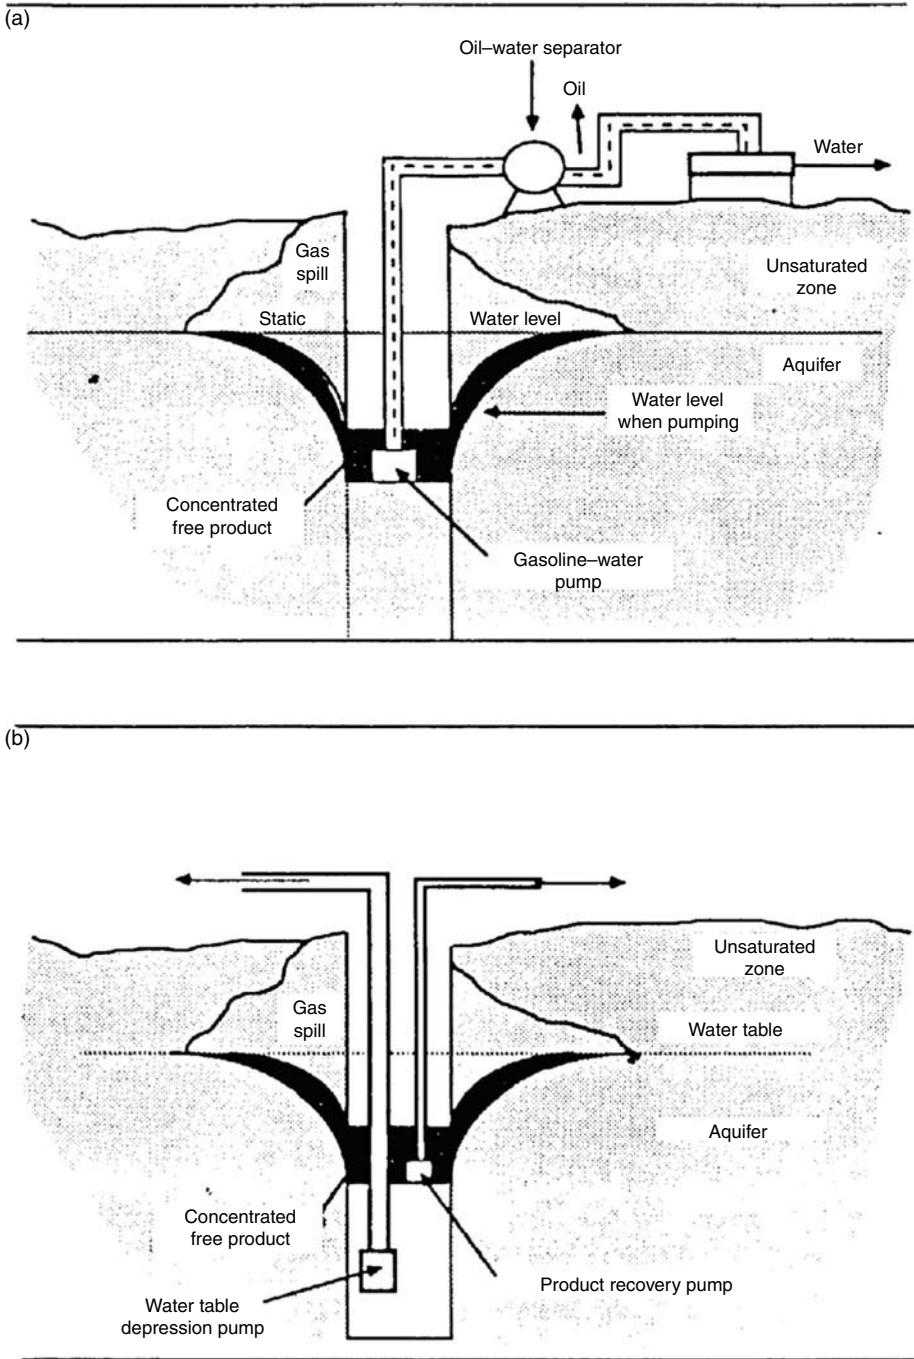 (a)
Oil–water separator
Oil
Water
Gas
spill
Unsaturated
zone
Static
Water level
Aquifer
Water level
when pumping
Concentrated
free product
Gasoline–water
pump
(b)
Unsaturated
zone
Gas
spill
Water table
Aquifer
Concentrated
free product
Product recovery pump
Water table
depression pump